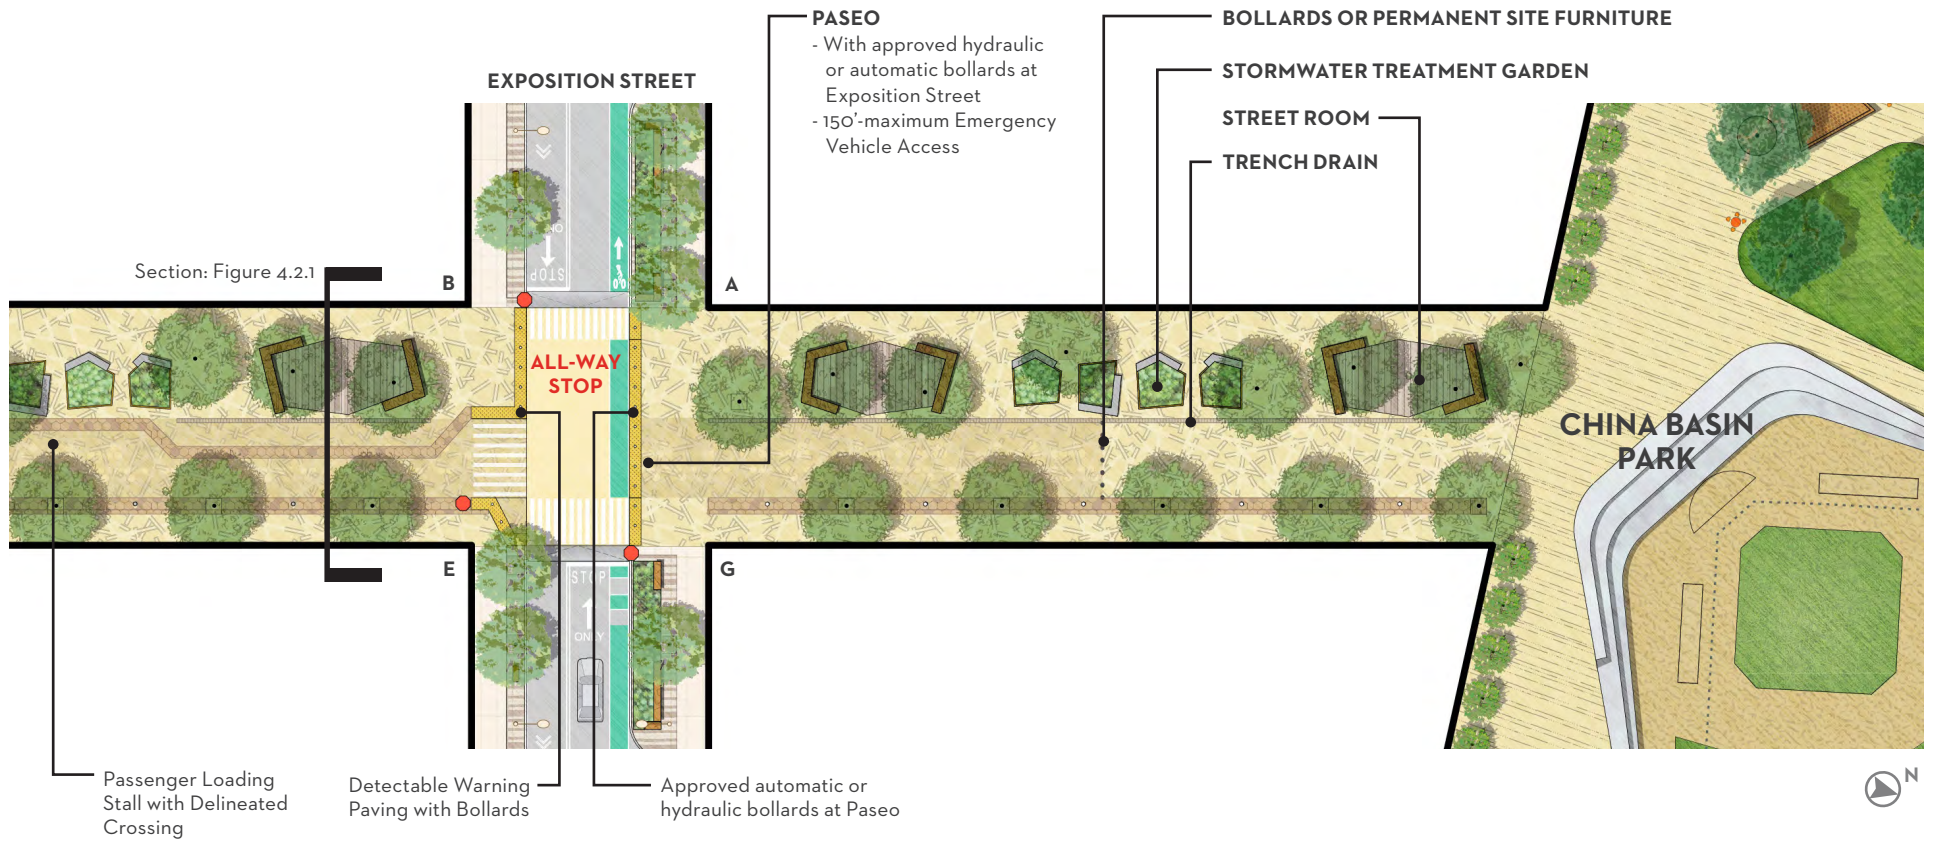 PASEO
- With approved hydraulic
or automatic bollards at
Exposition Street
- 150'-maximum Emergency
Vehicle Access
BOLLARDS OR PERMANENT SITE FURNITURE
STORMWATER TREATMENT GARDEN
STREET ROOM
TRENCH DRAIN
EXPOSITION STREET
Section: Figure 4.2.1
B
A
STOP
ALL-WAY
STOP
CHINA BASIN
PARK
E
G
STOP
ONLY
Passenger Loading
Stall with Delineated
Crossing
Detectable Warning
Paving with Bollards
Approved automatic or
hydraulic bollards at Paseo
N